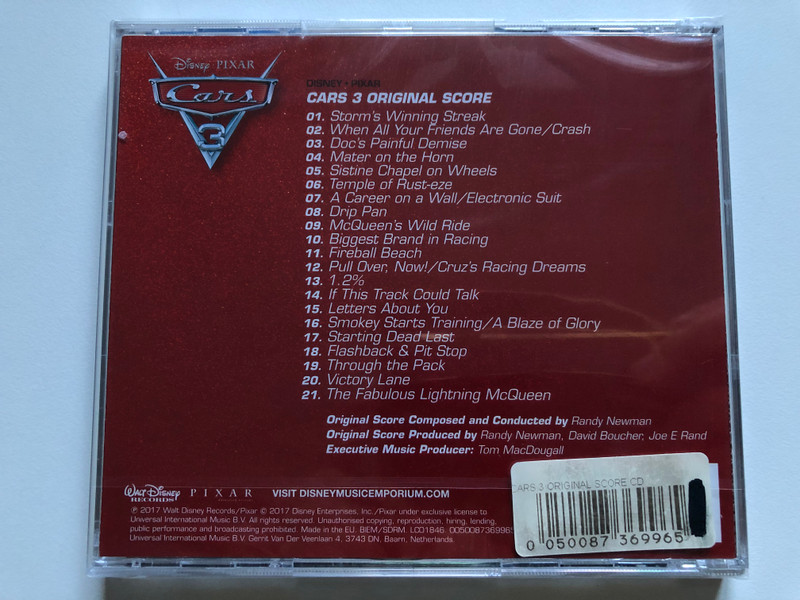 Disney PIXAR
Cars
3
DISNEY • PIXAR
CARS 3 ORIGINAL SCORE
01. Storm's Winning Streak
02. When All Your Friends Are Gone/Crash
03. Doc's Painful Demise
04. Mater on the Horn
05. Sistine Chapel on Wheels
06. Temple of Rust-eze
07. A Career on a Wall/Electronic Suit
08. Drip Pan
09. McQueen's Wild Ride
10. Biggest Brand in Racing
11. Fireball Beach
12. Pull Over, Now!/Cruz's Racing Dreams
13. 1.2%
14. If This Track Could Talk
15. Letters About You
16. Smokey Starts Training/A Blaze of Glory
17. Starting Dead Last
18. Flashback & Pit Stop
19. Through the Pack
20. Victory Lane
21. The Fabulous Lightning McQueen
Original Score Composed and Conducted by Randy Newman
Original Score Produced by Randy Newman, David Boucher, Joe E Rand
Executive Music Producer: Tom MacDougall
WALT DISNEY RECORDS PIXAR VISIT DISNEYMUSICEMPORIUM.COM
℗ 2017 Walt Disney Records/Pixar © 2017 Disney Enterprises, Inc./Pixar under exclusive license to
Universal International Music B.V. All rights reserved. Unauthorised copying, reproduction, hiring, lending,
public performance and broadcasting prohibited. Made in the EU. BIEM/SDRM. LC01846. 0050087369965
Universal International Music B.V. Gerrit Van Der Veenlaan 4, 3743 DN, Baarn, Netherlands.
CARS 3 ORIGINAL SCORE CD
0 050087 369965